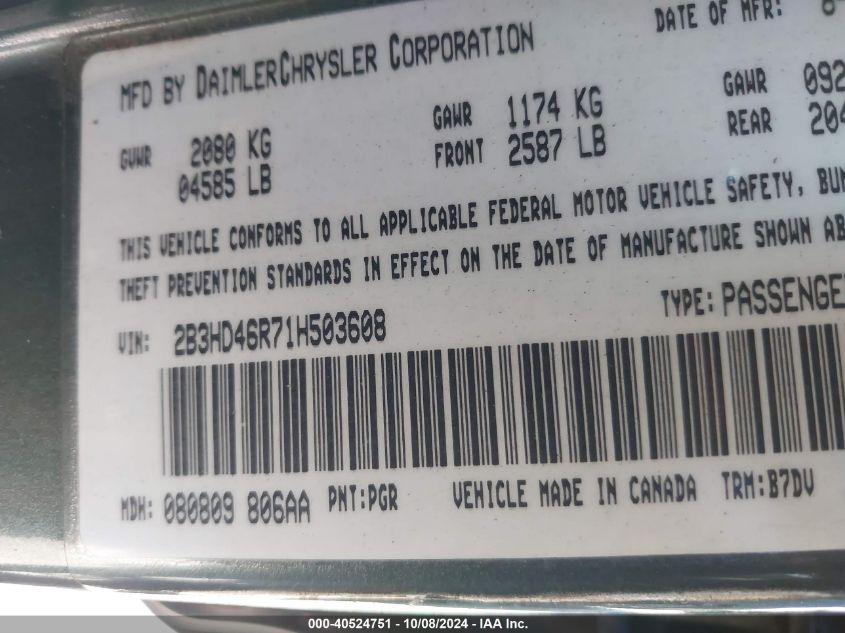 MFD BY DAIMLERCHRYSLER CORPORATION
DATE OF MFR:
GVWR 2080 KG
04585 LB
GAWR FRONT 1174 KG
2587 LB
GAWR REAR
THIS VEHICLE CONFORMS TO ALL APPLICABLE FEDERAL MOTOR VEHICLE SAFETY,
THEFT PREVENTION STANDARDS IN EFFECT ON THE DATE OF MANUFACTURE SHOWN
VIN: 2B3HD46R71H503608
TYPE:
MDH: 080809 806AA
PNT:PGR
VEHICLE MADE IN CANADA
TRM:B7DV
000-40524751 - 10/08/2024 - IAA Inc.